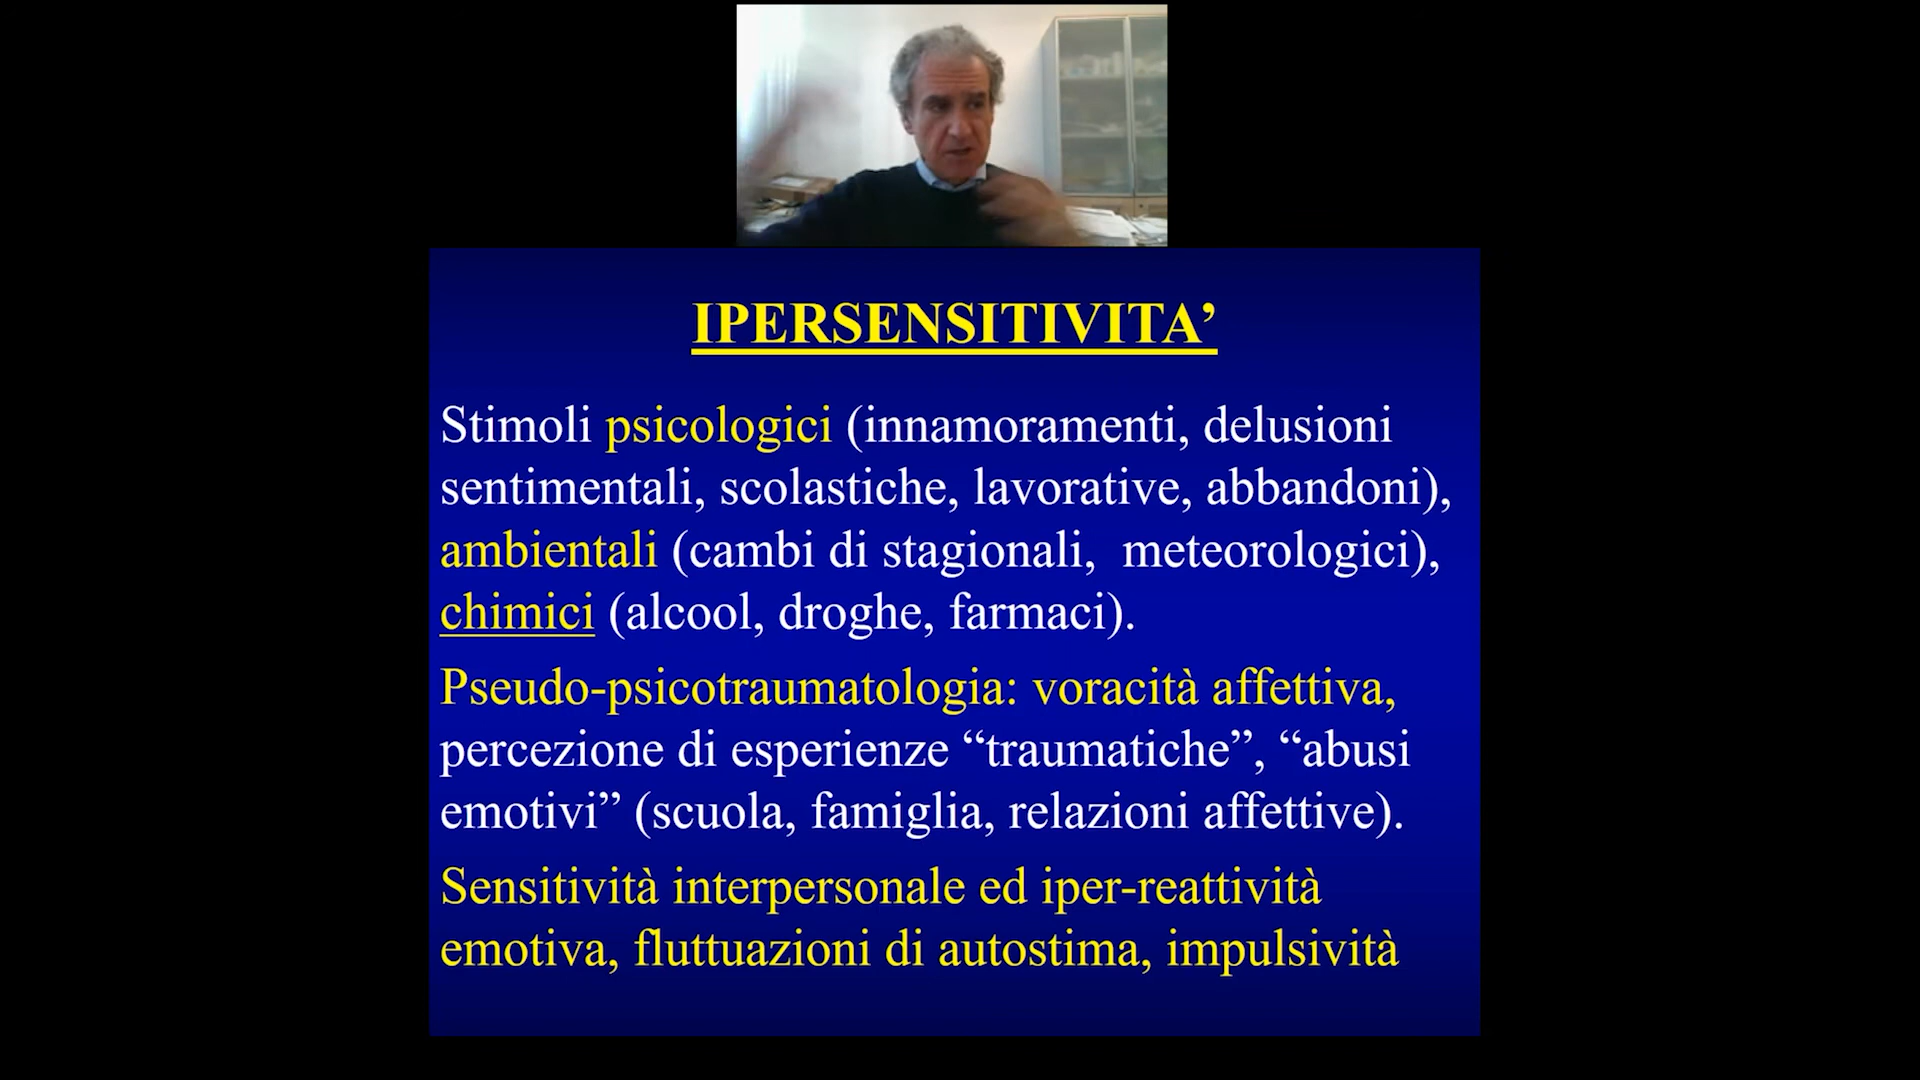 IPERSENSITIVITA’
Stimoli psicologici (innamoramenti, delusioni
sentimentali, scolastiche, lavorative, abbandoni),
ambientali (cambi di stagionali,  meteorologici),
chimici (alcool, droghe, farmaci).
Pseudo-psicotraumatologia: voracità affettiva,
percezione di esperienze “traumatiche”, “abusi
emotivi” (scuola, famiglia, relazioni affettive).
Sensitività interpersonale ed iper-reattività
emotiva, fluttuazioni di autostima, impulsività